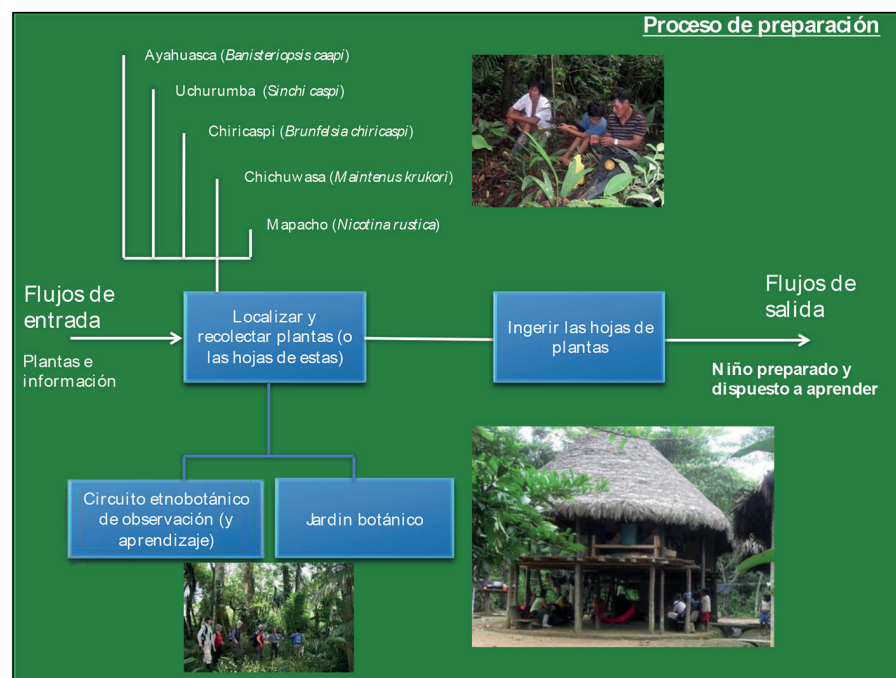 Proceso de preparación
Ayahuasca (Banisteriopsis caapi)
Uchurumba (Sinchi caspi)
Chiricaspi (Brunfelsia chiricaspi)
Chichuwasa (Maintenus krukori)
Mapacho (Nicotina rustica)
Flujos de
entrada
Plantas e
información
Localizar y
recolectar plantas (o
las hojas de estas)
Ingerir las hojas de
plantas
Flujos de
salida
Niño preparado y
dispuesto a aprender
Circuito etnobotánico
de observación (y
aprendizaje)
Jardin botánico